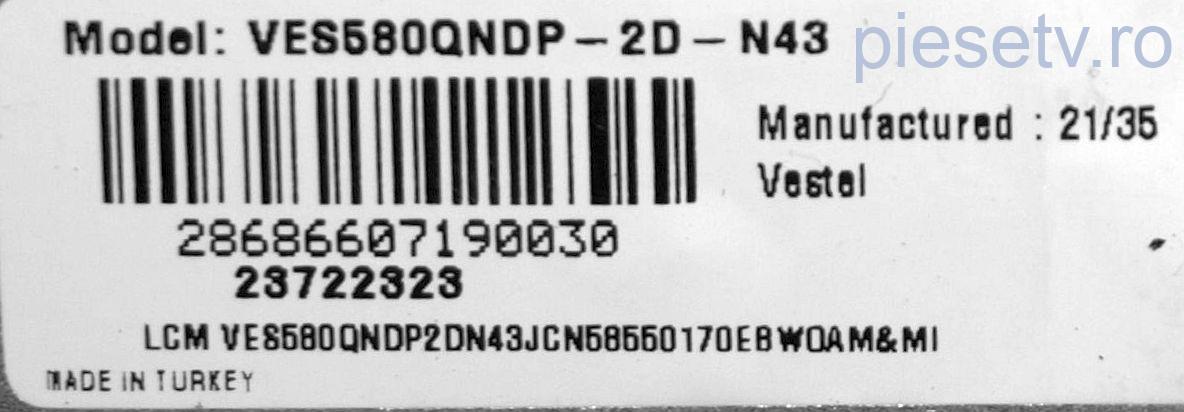 Model: VES580QNDP-2D-N43
piesetv.ro
Manufactured : 21/35
Vestel
28686607190030
23722323
LCM VES580QNDP2DN43JCN58550170EBWOAM&MI
MADE IN TURKEY